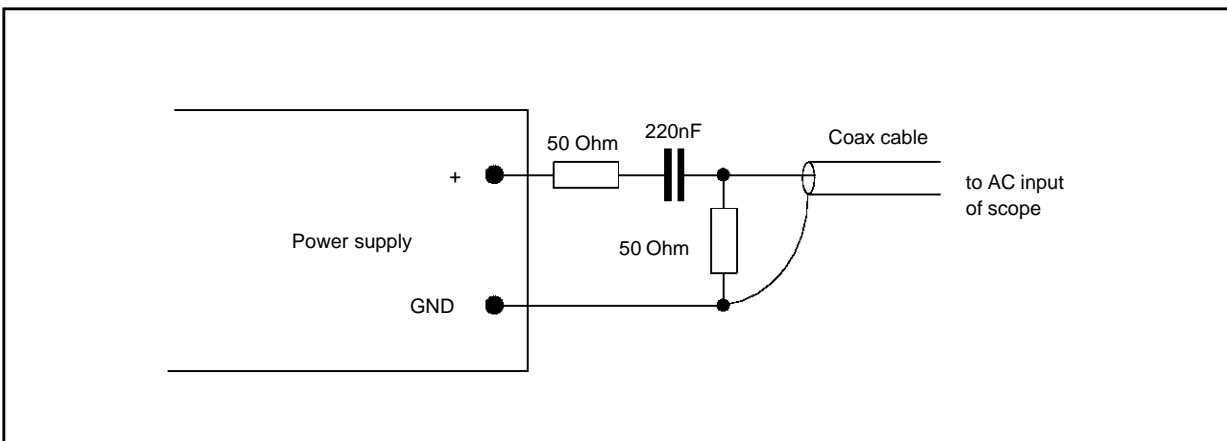 220nF
50 Ohm
Coax cable
+
to AC input
of scope
Power supply
50 Ohm
GND